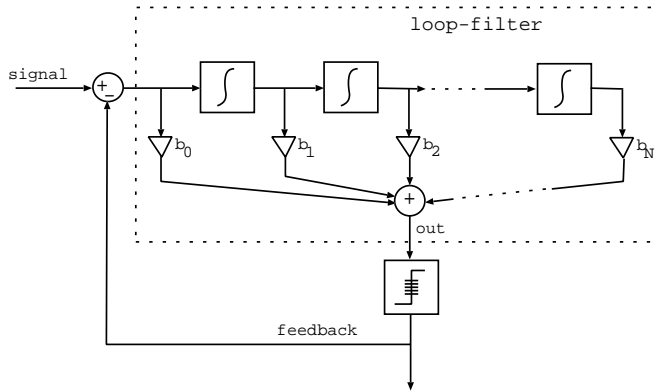 loop-filter
signal
+
−
b0
b1
b2
bN
+
out
feedback